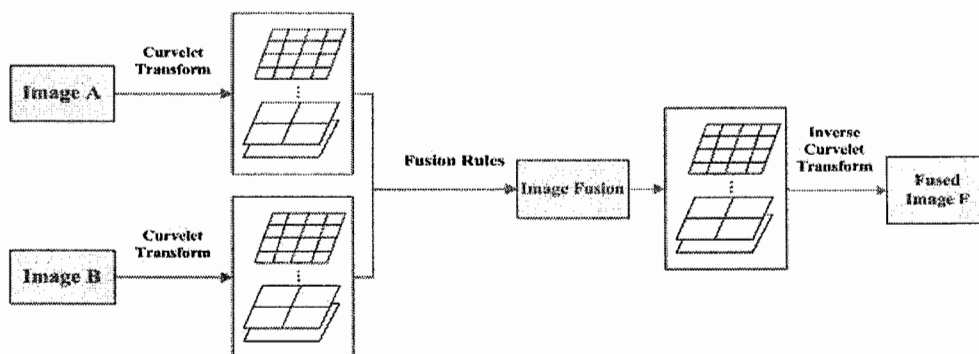 Image A
Curvelet
Transform
Image B
Curvelet
Transform
Fusion Rules
Image Fusion
Inverse
Curvelet
Transform
Fused
Image F